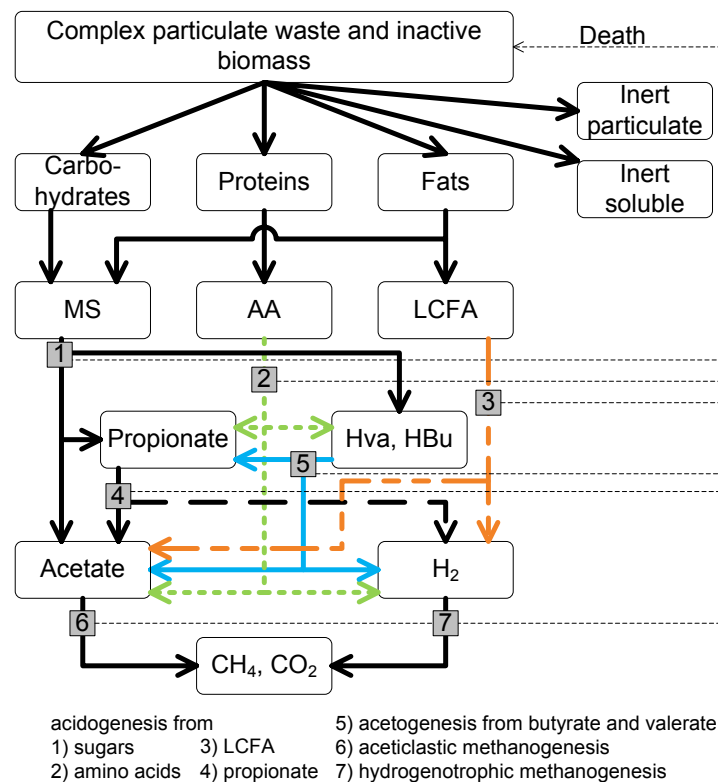 Complex particulate waste and inactive
biomass
Death
Inert
particulate
Carbo-
hydrates
Proteins
Fats
Inert
soluble
MS
AA
LCFA
1
2
3
Propionate
Hva, HBu
5
4
Acetate
H₂
6
7
CH₄, CO₂
acidogenesis from
1) sugars
2) amino acids
3) LCFA
4) propionate
5) acetogenesis from butyrate and valerate
6) aceticlastic methanogenesis
7) hydrogenotrophic methanogenesis